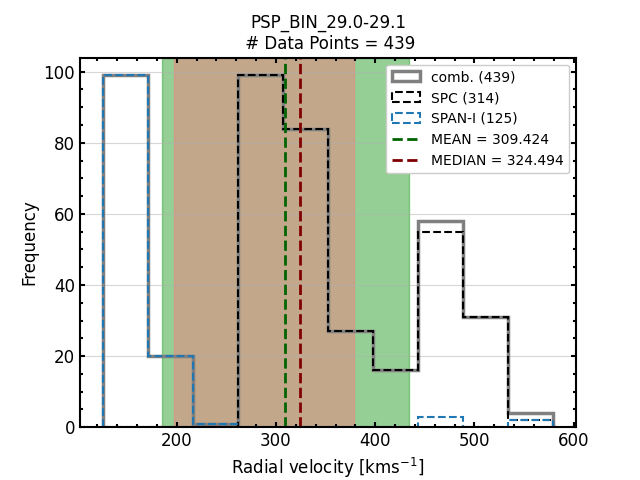 PSP_BIN_29.0-29.1
# Data Points = 439
comb. (439)
SPC (314)
SPAN-I (125)
MEAN = 309.424
MEDIAN = 324.494
Frequency
100
80
60
40
20
0
200 300 400 500 600
Radial velocity [kms⁻¹]